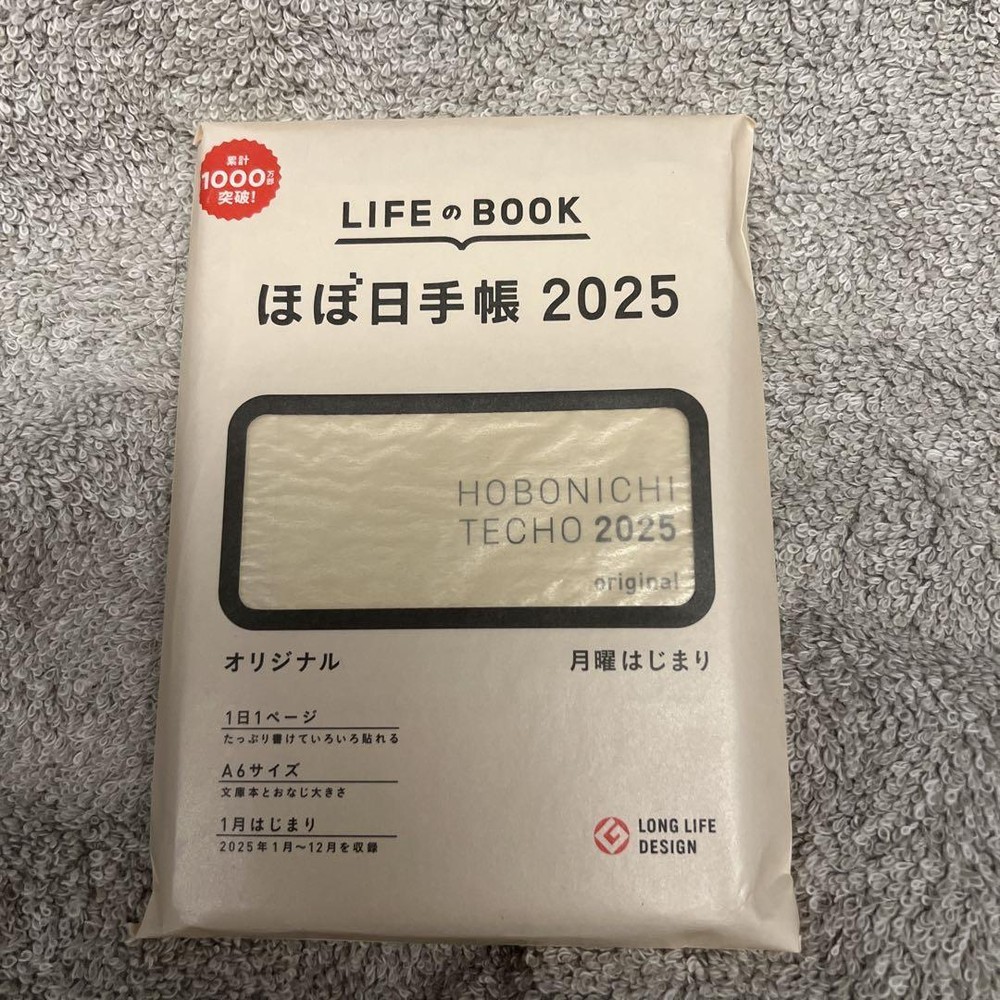 累計
1000万部
突破!
LIFEのBOOK
ほぼ日手帳 2025
HOBONICHI
TECHO 2025
original
オリジナル
月曜はじまり
1日1ページ
たっぷり書けていろいろ貼れる
A6サイズ
文庫本とおなじ大きさ
1月はじまり
2025年1月〜12月を収録
LONG LIFE
DESIGN